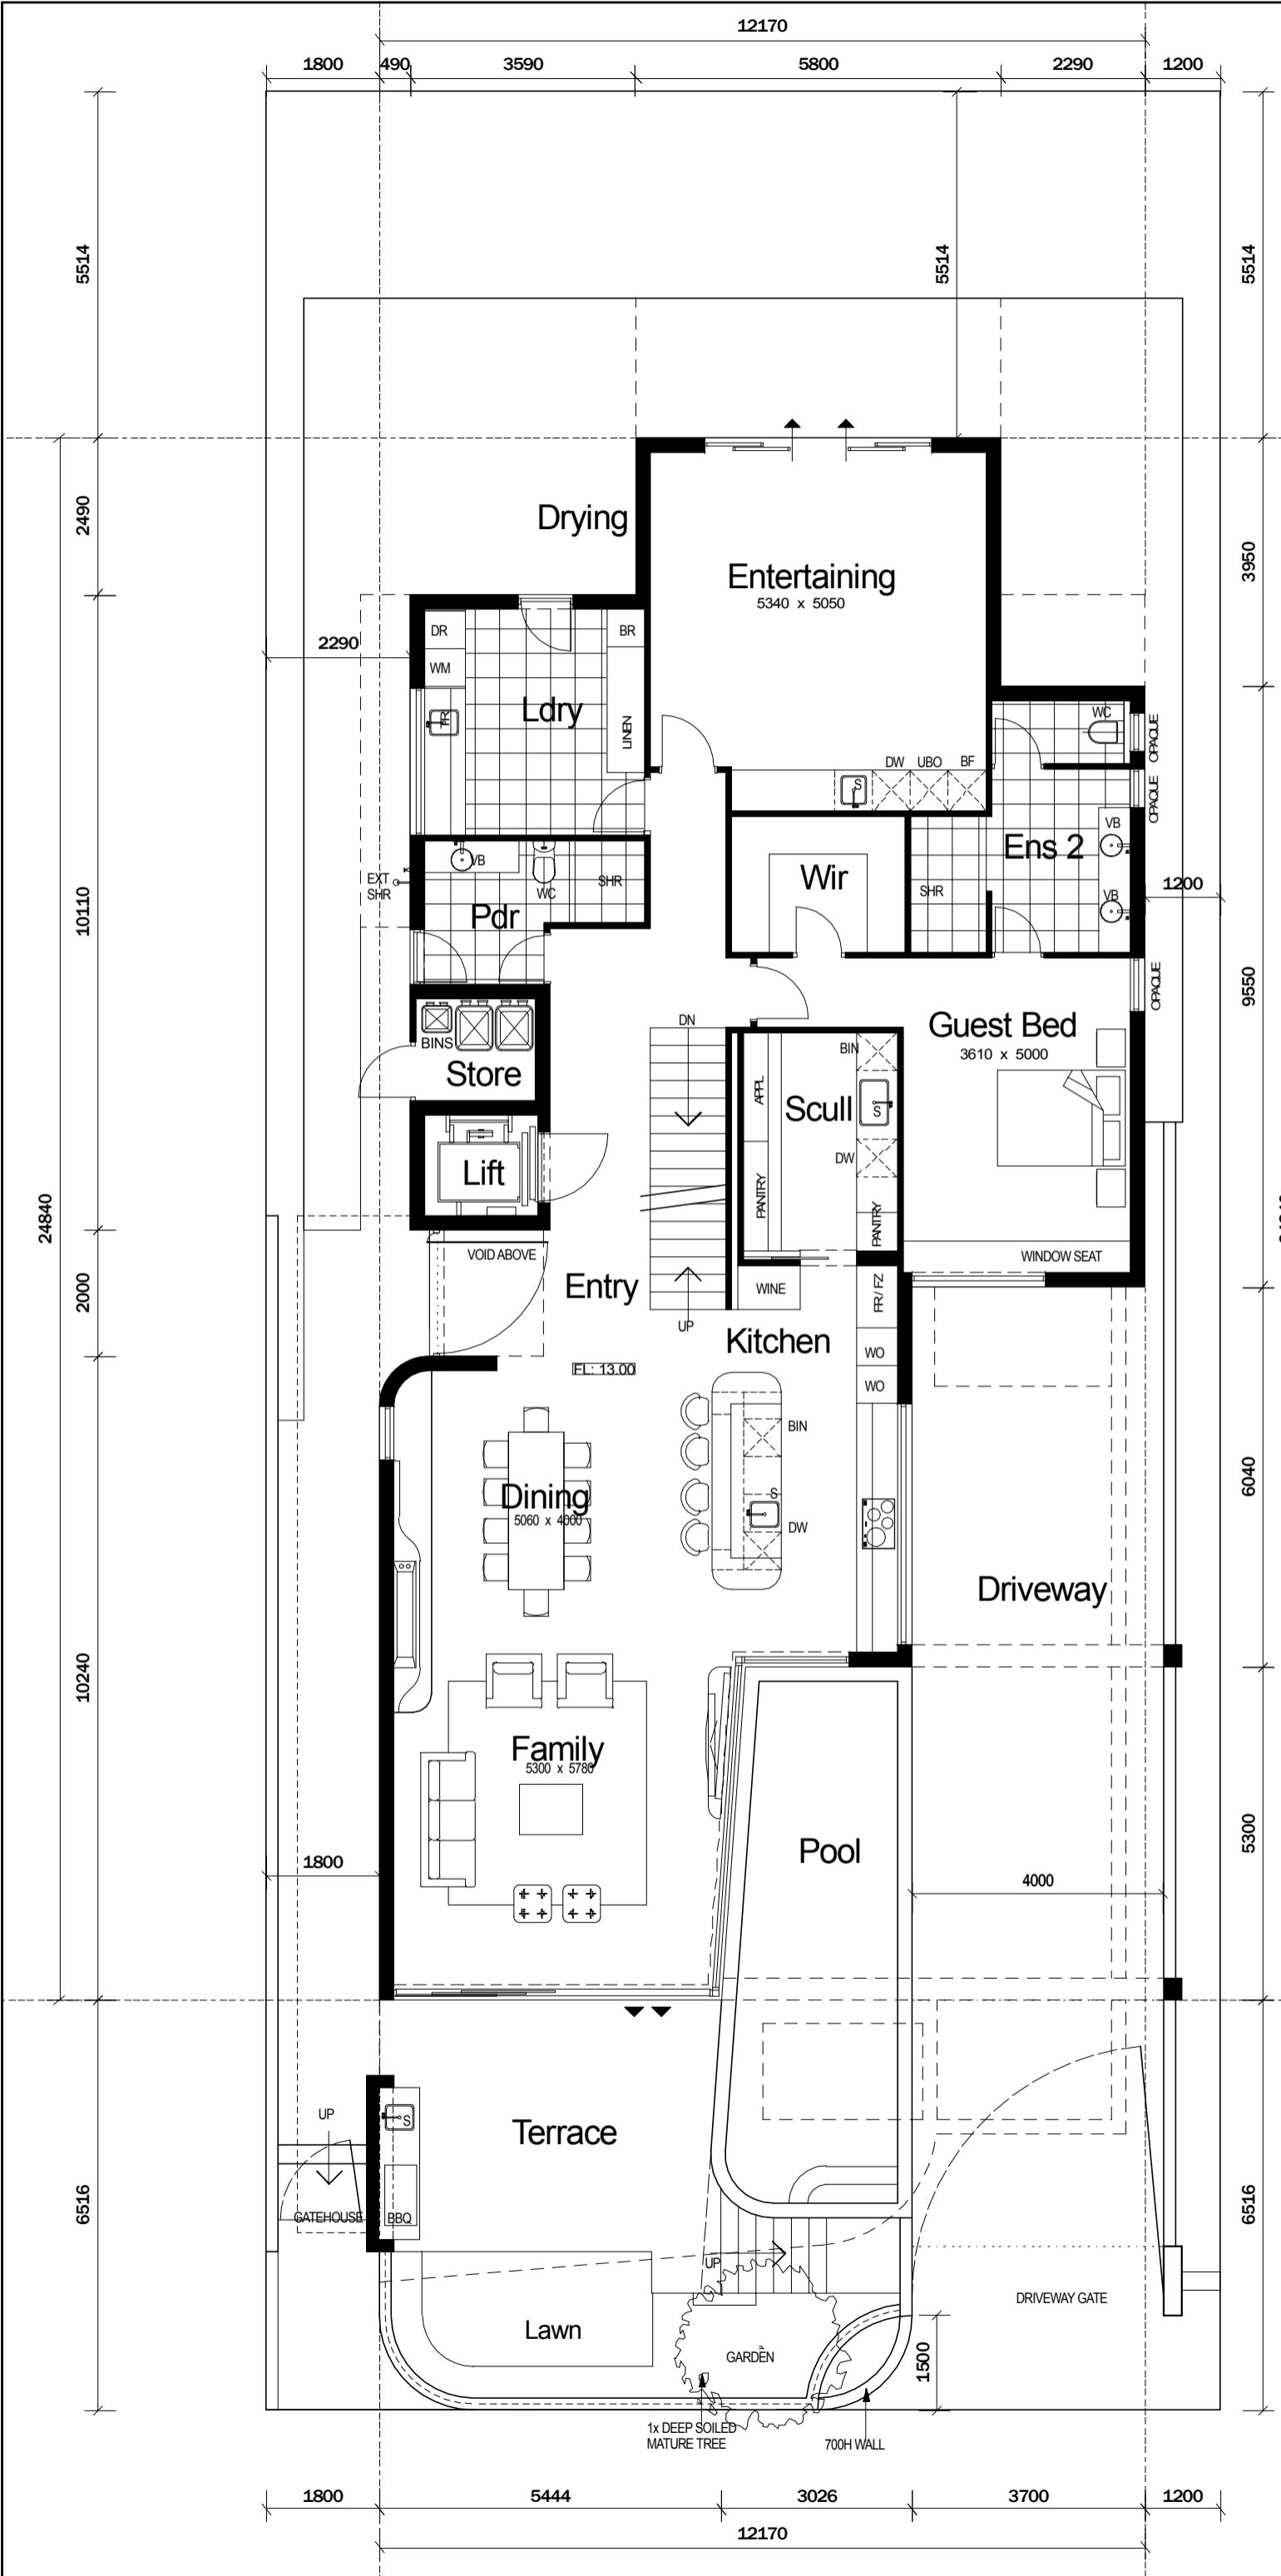 12170
1800 490 3590 5800 2290 1200
5514
5514
5514
2490
Drying
Entertaining
5340 x 5050
3950
2290
DR
BR
WM
Ldry
LINEN
TR
WC
OPAQUE
DW UBO BF
S
OPAQUE
VB
Ens 2
VB
SHR
1200
Wir
VB
WC
SHR
EXT
SHR
Pdr
10110
9550
OPAQUE
DN
Guest Bed
3610 x 5000
BINS
Store
BIN
APPL
Scull
S
DW
PANTRY
PANTRY
Lift
24840
VOID ABOVE
WINDOW SEAT
Entry
WINE
FR / FZ
2000
UP
Kitchen
WO
WO
FL: 13.00
BIN
Dining
5060 x 4000
S
DW
6040
Driveway
10240
Family
5300 x 5780
Pool
5300
1800
4000
UP
S
Terrace
6516
6516
GATEHOUSE
BBQ
UP
DRIVEWAY GATE
Lawn
GARDEN
1500
1x DEEP SOILED
MATURE TREE
700H WALL
1800 5444 3026 3700 1200
12170